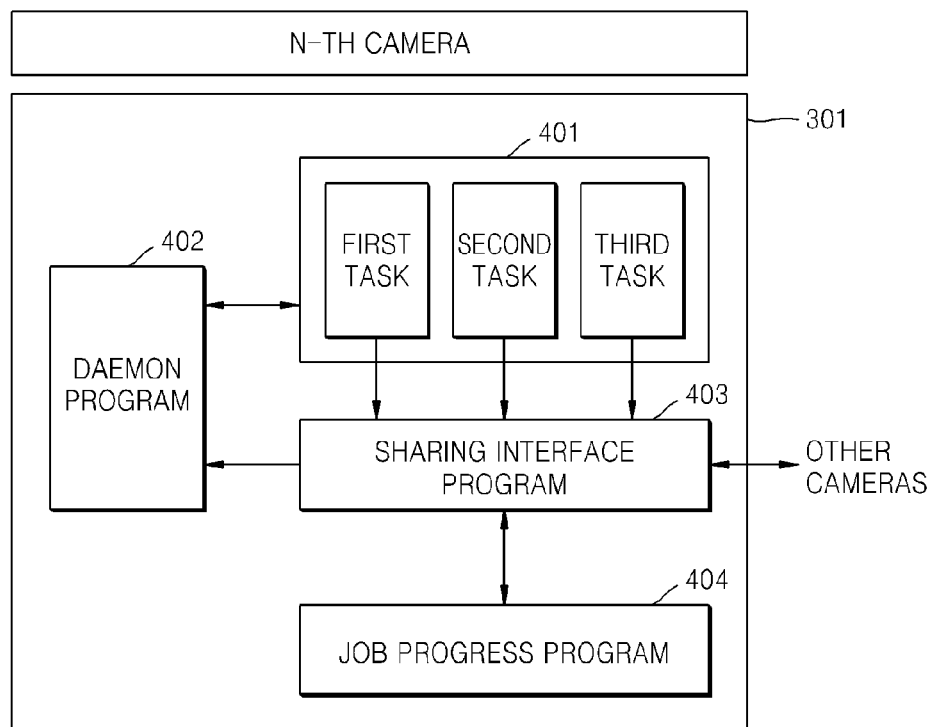 N-TH CAMERA
301
401
FIRST
TASK
SECOND
TASK
THIRD
TASK
402
DAEMON
PROGRAM
403
SHARING INTERFACE
PROGRAM
OTHER
CAMERAS
404
JOB PROGRESS PROGRAM